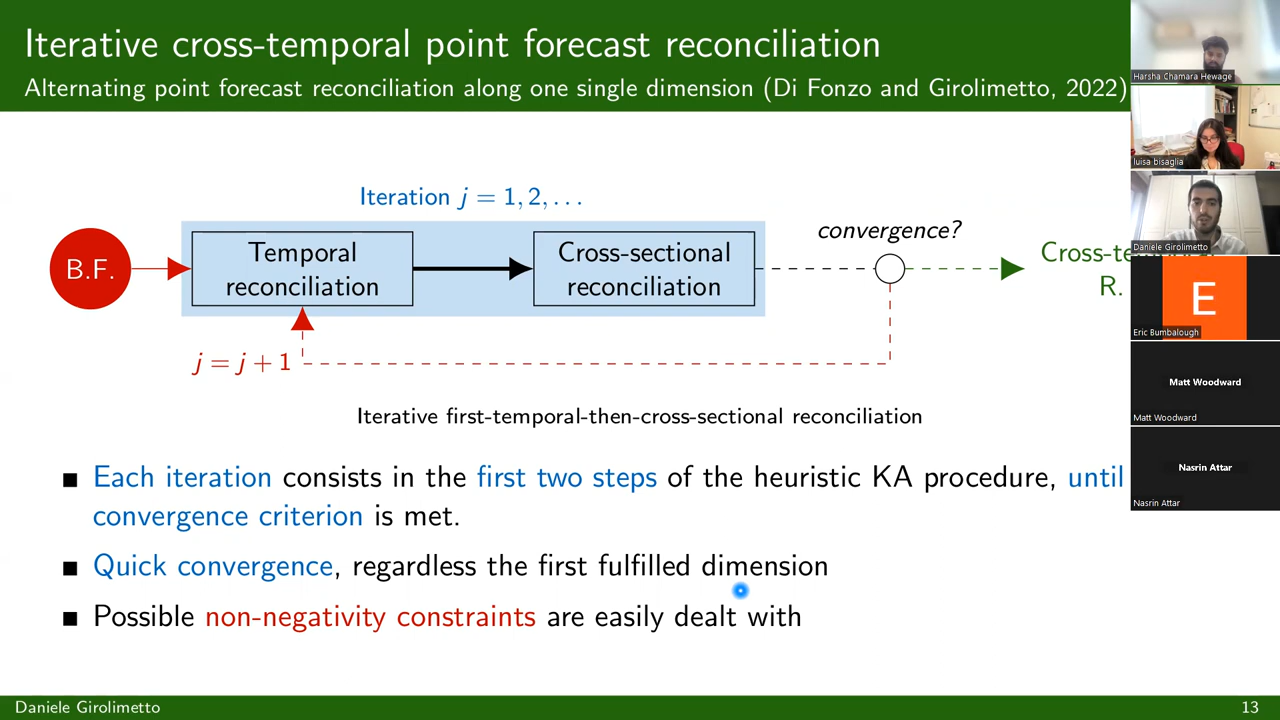 Iterative cross-temporal point forecast reconciliation
Alternating point forecast reconciliation along one single dimension (Di Fonzo and Girolimetto, 2022)
Iteration j = 1, 2, . . .
B.F.
Temporal
reconciliation
Cross-sectional
reconciliation
convergence?
Cross-te
R.
j = j + 1
Iterative first-temporal-then-cross-sectional reconciliation
■ Each iteration consists in the first two steps of the heuristic KA procedure, until
convergence criterion is met.
■ Quick convergence, regardless the first fulfilled dimension
■ Possible non-negativity constraints are easily dealt with
Daniele Girolimetto
13
Harsha Chamara Hewage
luisa bisaglia
Daniele Girolimetto
E
Eric Bumbalough
Matt Woodward
Matt Woodward
Nasrin Attar
Nasrin Attar